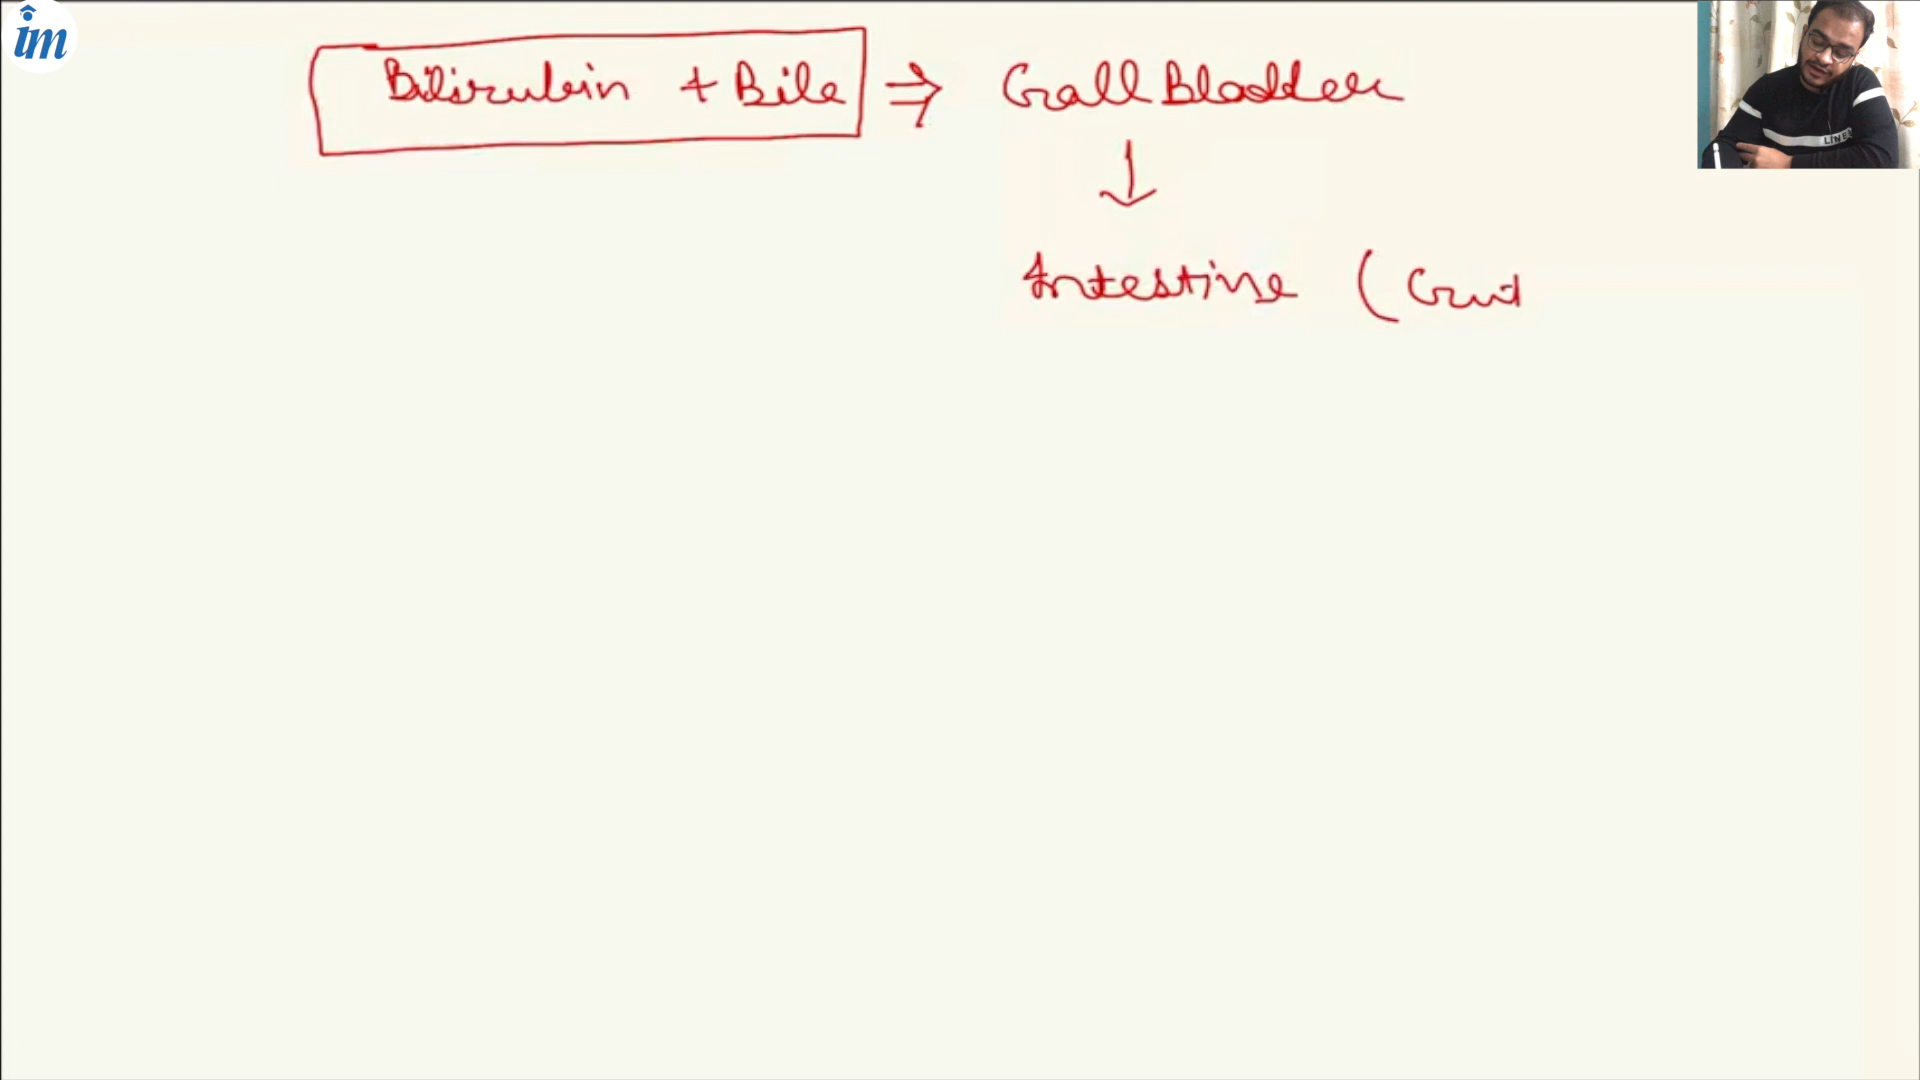 im
Bilirubin + Bile ⇒ Gall Bladder
↓
Intestine (Gut